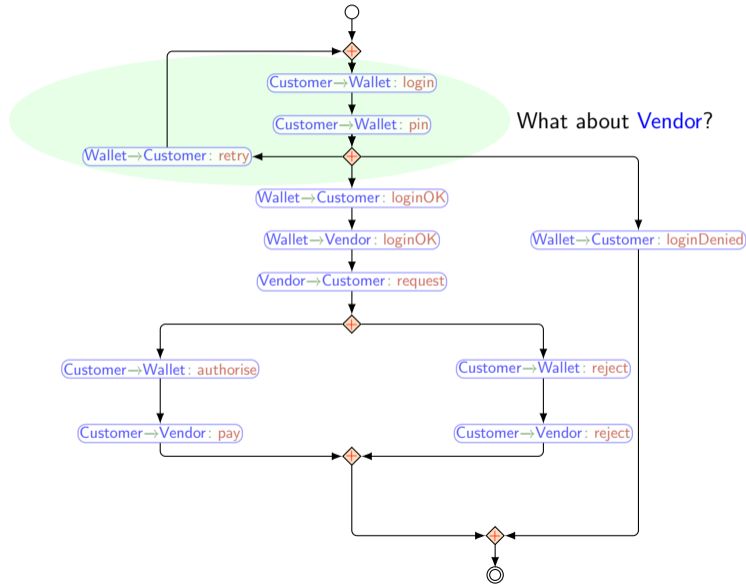 Customer→Wallet: login
Customer→Wallet: pin
What about Vendor?
Wallet→Customer: retry
Wallet→Customer: loginOK
Wallet→Vendor: loginOK
Wallet→Customer: loginDenied
Vendor→Customer: request
Customer→Wallet: authorise
Customer→Wallet: reject
Customer→Vendor: pay
Customer→Vendor: reject